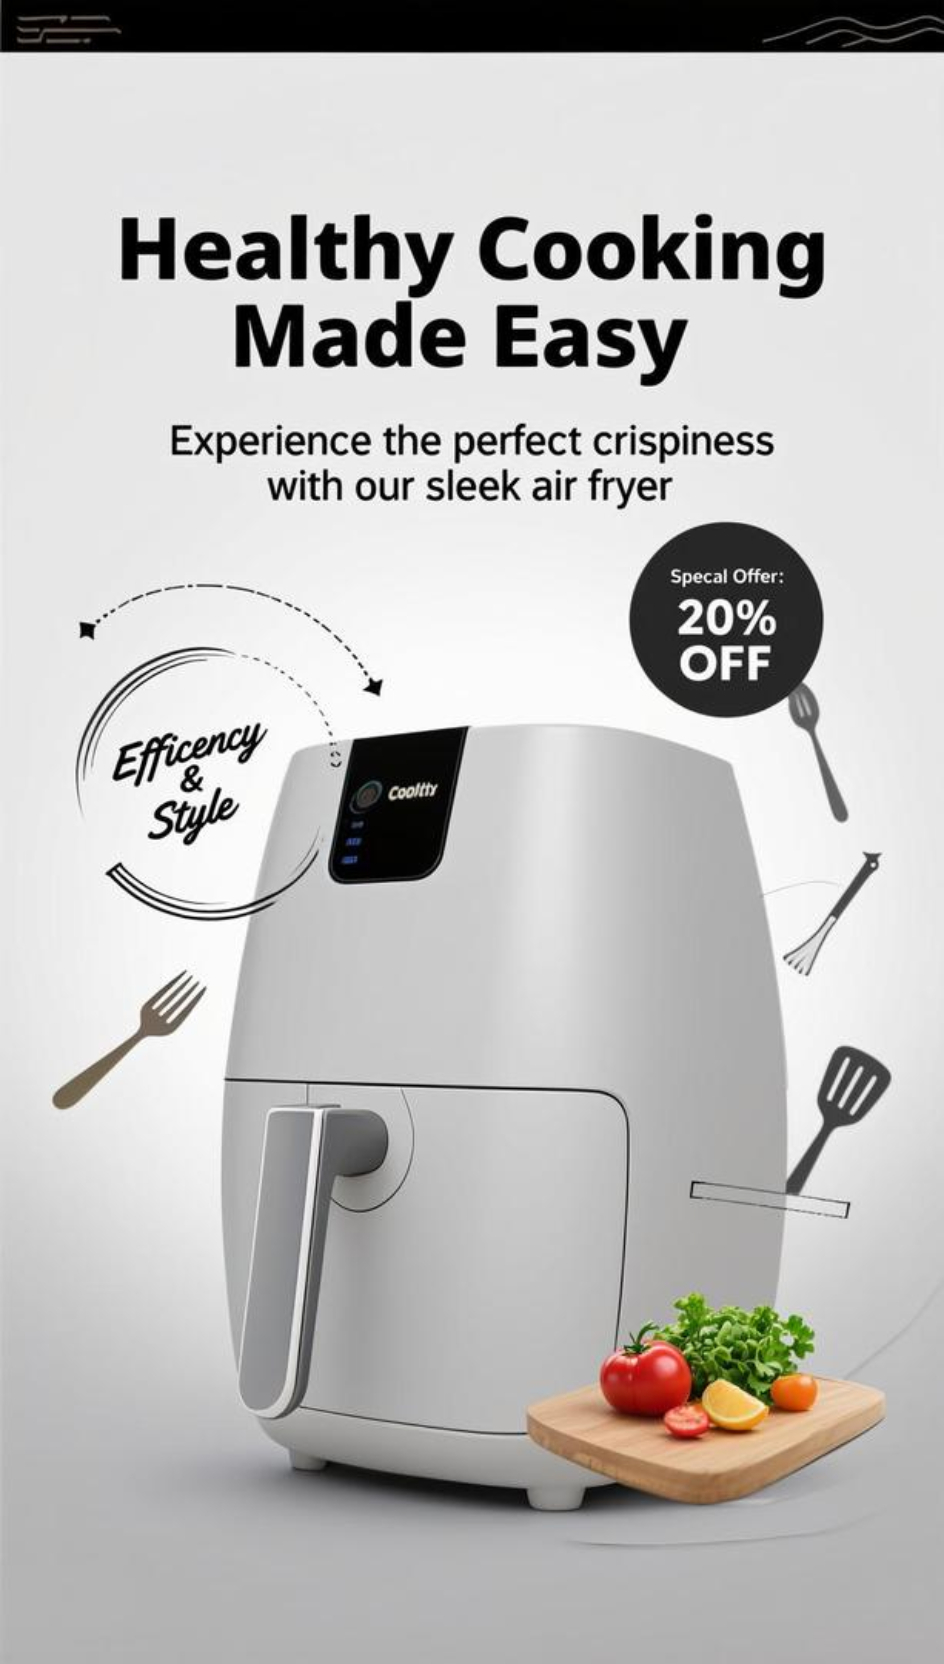 Healthy Cooking
Made Easy
Experience the perfect crispiness
with our sleek air fryer
Specal Offer:
20%
OFF
Efficency
&
Style